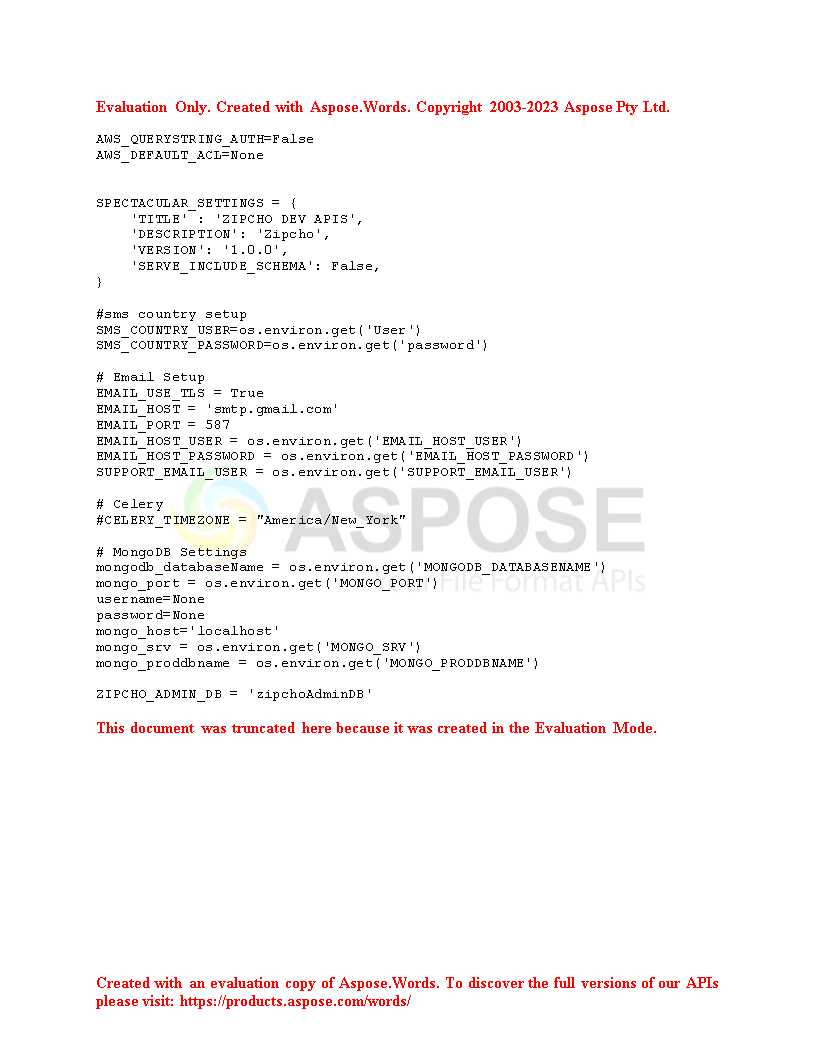 Evaluation Only. Created with Aspose.Words. Copyright 2003-2023 Aspose Pty Ltd.
AWS_QUERYSTRING_AUTH=False
AWS_DEFAULT_ACL=None
SPECTACULAR_SETTINGS = {
    'TITLE' : 'ZIPCHO DEV APIS',
    'DESCRIPTION': 'Zipcho',
    'VERSION': '1.0.0',
    'SERVE_INCLUDE_SCHEMA': False,
}
#sms country setup
SMS_COUNTRY_USER=os.environ.get('User')
SMS_COUNTRY_PASSWORD=os.environ.get('password')
# Email Setup
EMAIL_USE_TLS = True
EMAIL_HOST = 'smtp.gmail.com'
EMAIL_PORT = 587
EMAIL_HOST_USER = os.environ.get('EMAIL_HOST_USER')
EMAIL_HOST_PASSWORD = os.environ.get('EMAIL_HOST_PASSWORD')
SUPPORT_EMAIL_USER = os.environ.get('SUPPORT_EMAIL_USER')
# Celery
#CELERY_TIMEZONE = "America/New_York"
ASPOSE
# MongoDB Settings
mongodb_databaseName = os.environ.get('MONGODB_DATABASENAME')
mongo_port = os.environ.get('MONGO_PORT')
File Format APIs
username=None
password=None
mongo_host='localhost'
mongo_srv = os.environ.get('MONGO_SRV')
mongo_proddbname = os.environ.get('MONGO_PRODDBNAME')
ZIPCHO_ADMIN_DB = 'zipchoAdminDB'
This document was truncated here because it was created in the Evaluation Mode.
Created with an evaluation copy of Aspose.Words. To discover the full versions of our APIs
please visit: https://products.aspose.com/words/